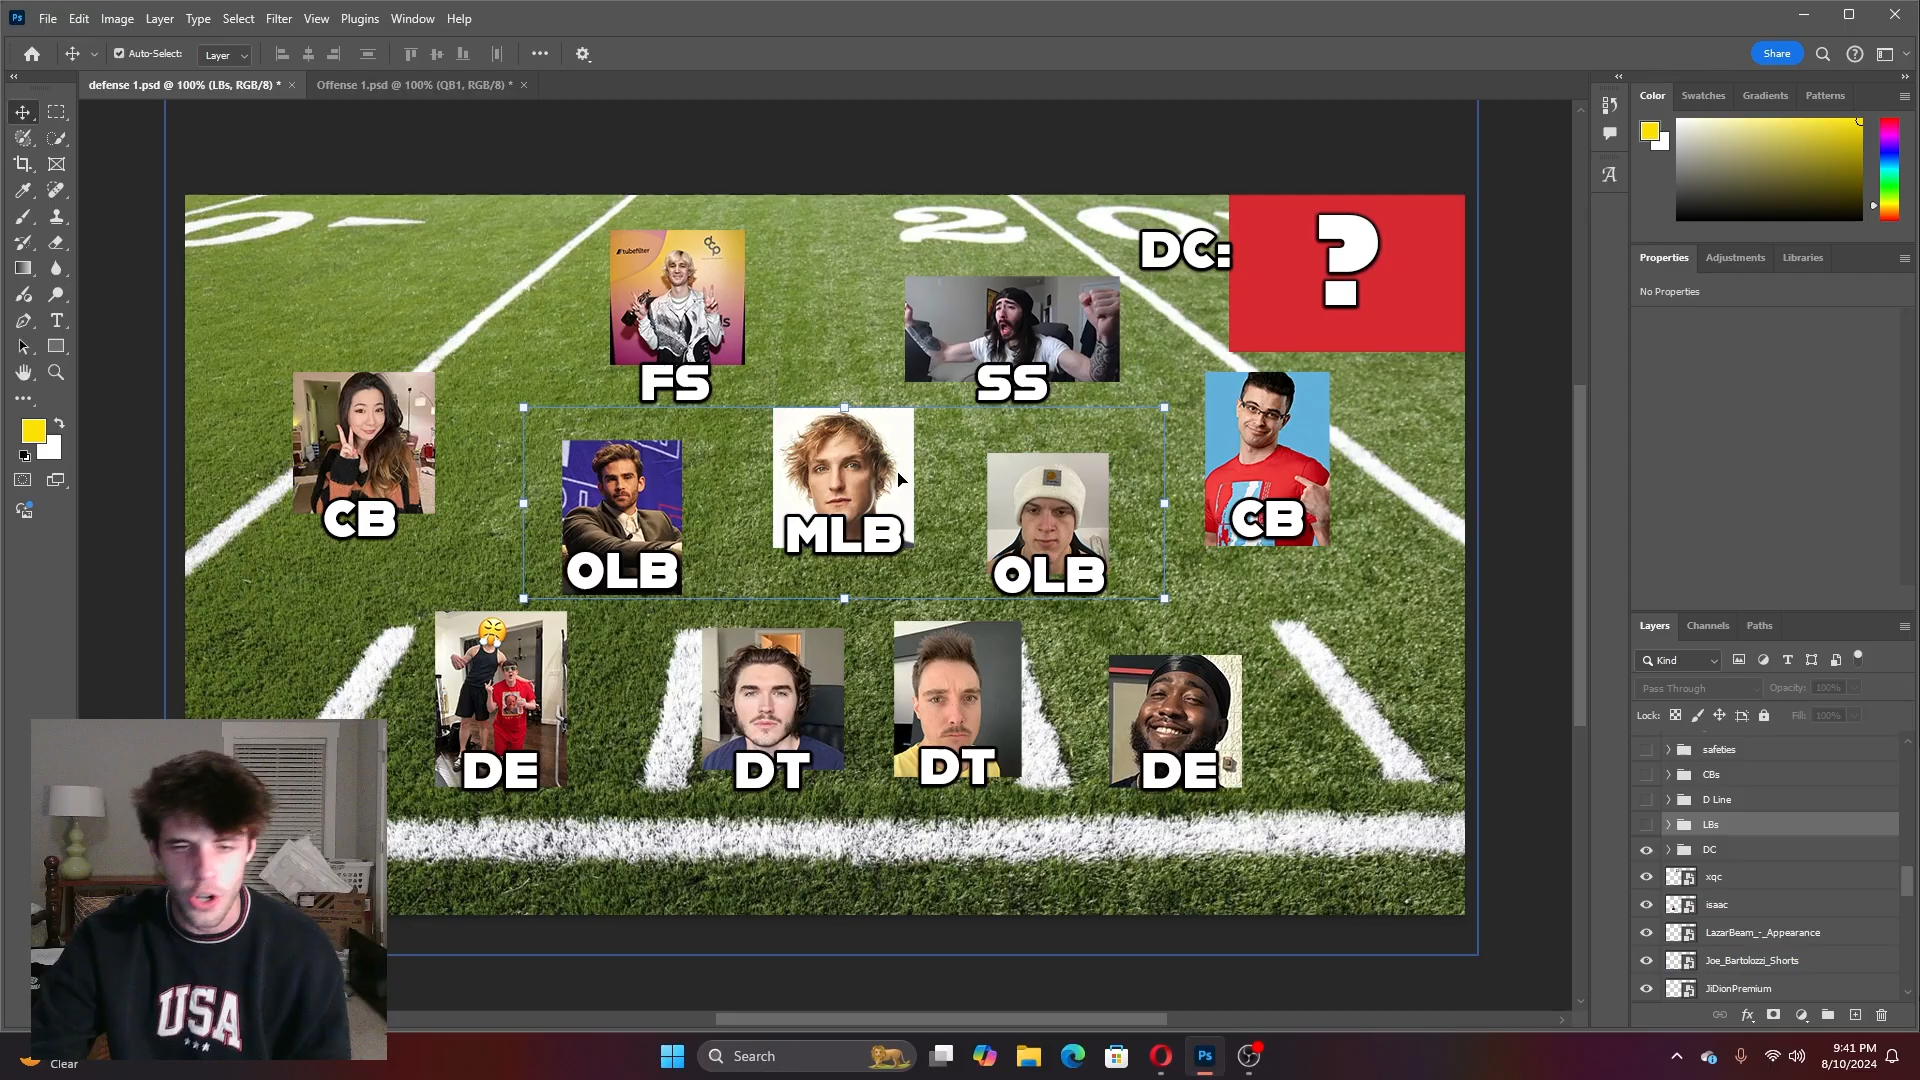 Ps File Edit Image Layer Type Select Filter View Plugins Window Help
Auto-Select: Layer Share
defense 1.psd @ 100% (LBs, RGB/8) * Offense 1.psd @ 100% (QB1, RGB/8) *
Color Swatches Gradients Patterns
Properties Adjustments Libraries
No Properties
2
DC: ?
tubefilter
FS SS
CB MLB CB
OLB OLB
DE DT DT DE
USA
Layers Channels Paths
Kind
Pass Through Opacity: 100%
Lock: Fill: 100%
safeties
CBs
D Line
LBs
DC
xqc
isaac
LazarBeam_-_Appearance
Joe_Bartolozzi_Shorts
JiDionPremium
Clear
Search
Ps
9:41 PM
8/10/2024